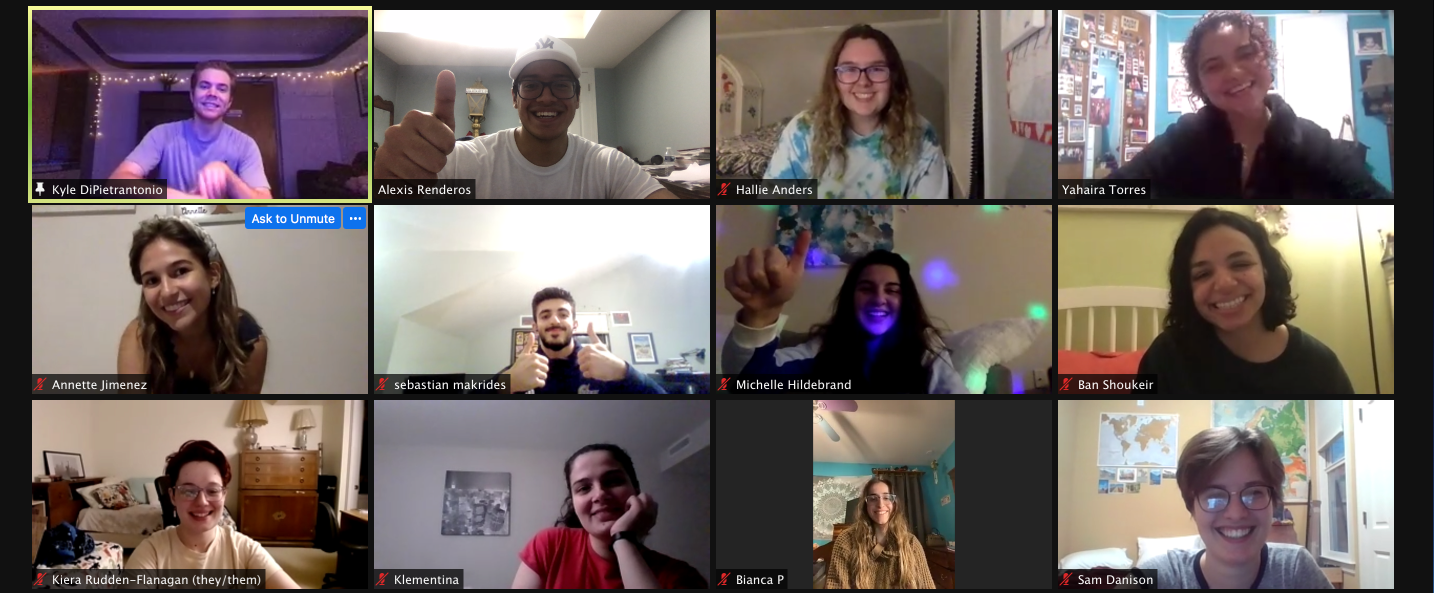 Kyle DiPietrantonio
Alexis Renderos
Hallie Anders
Yahaira Torres
Annette
Ask to Unmute ...
Annette Jimenez
sebastian makrides
Michelle Hildebrand
Ban Shoukeir
Kiera Rudden-Flanagan (they/them)
Klementina
Bianca P
Sam Danison